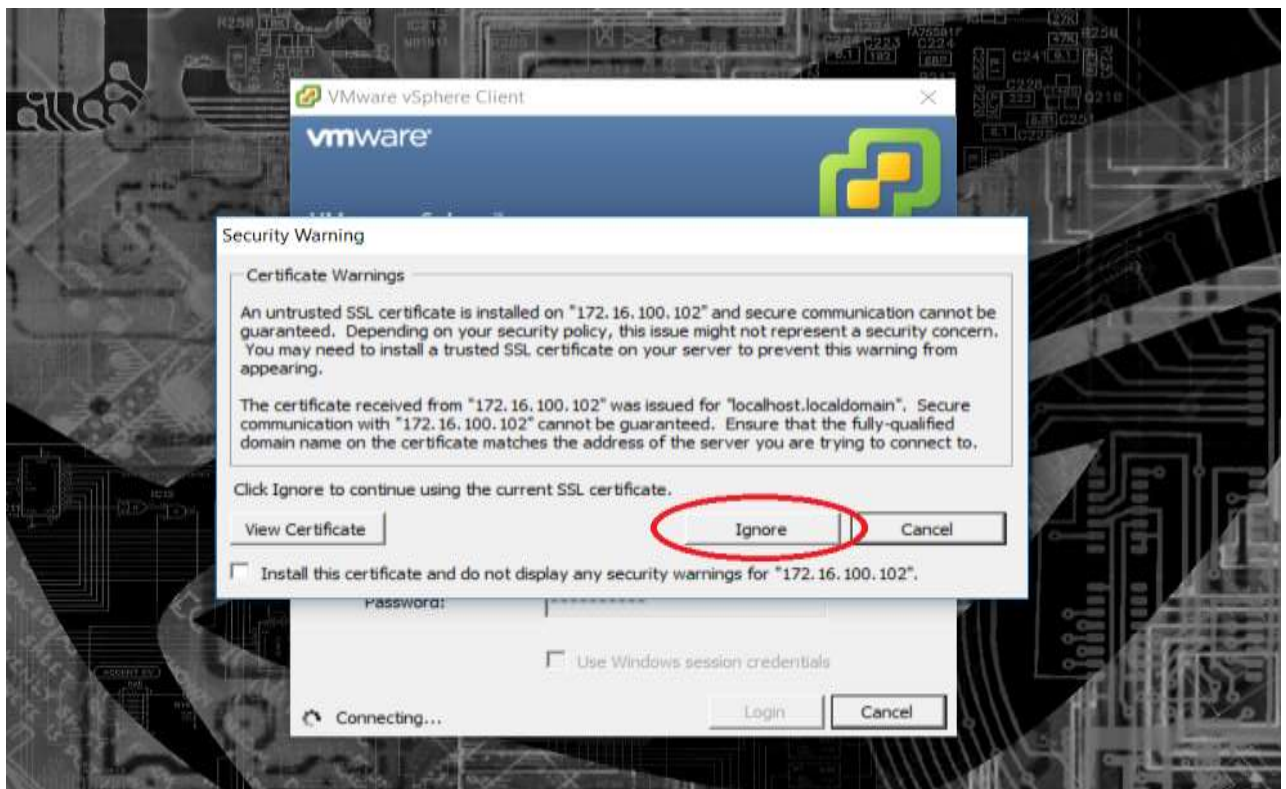 VMware vSphere Client
vmware
Security Warning
Certificate Warnings
An untrusted SSL certificate is installed on "172.16.100.102" and secure communication cannot be
guaranteed. Depending on your security policy, this issue might not represent a security concern.
You may need to install a trusted SSL certificate on your server to prevent this warning from
appearing.
The certificate received from "172.16.100.102" was issued for "localhost.localdomain". Secure
communication with "172.16.100.102" cannot be guaranteed. Ensure that the fully-qualified
domain name on the certificate matches the address of the server you are trying to connect to.
Click Ignore to continue using the current SSL certificate.
View Certificate Ignore Cancel
Install this certificate and do not display any security warnings for "172.16.100.102".
Password:
Use Windows session credentials
Connecting... Login Cancel